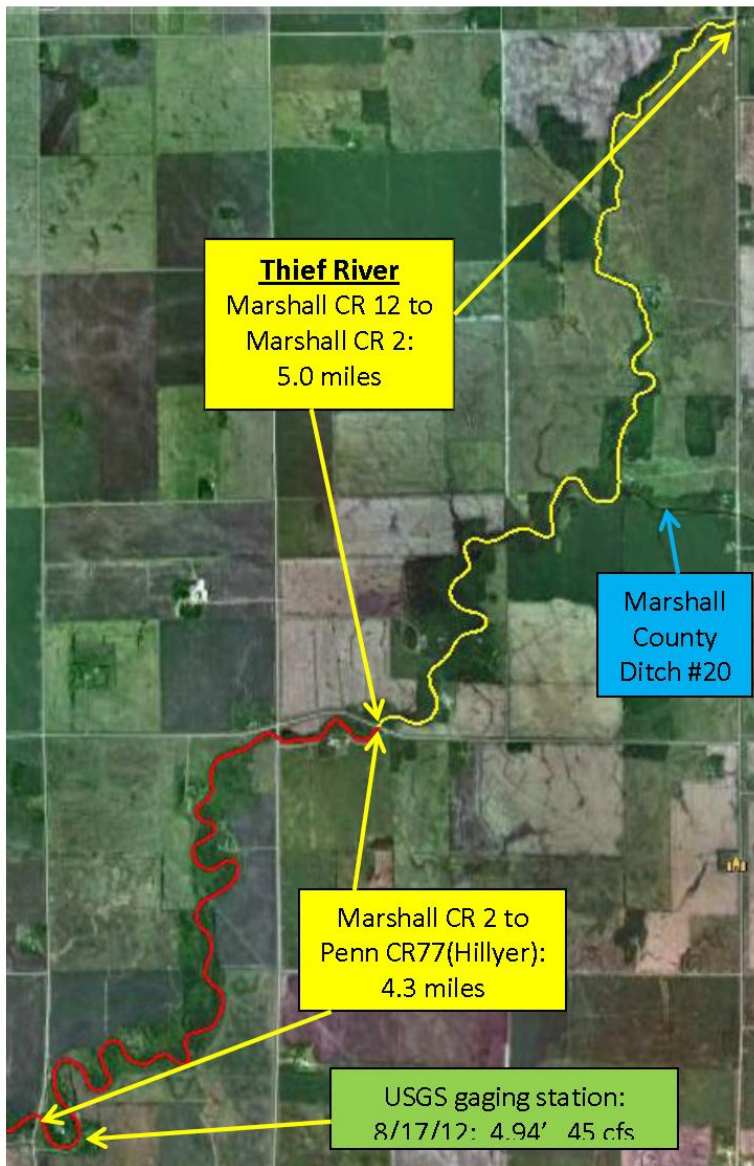 Thief River
Marshall CR 12 to
Marshall CR 2:
5.0 miles
Marshall
County
Ditch #20
Marshall CR 2 to
Penn CR77(Hillyer):
4.3 miles
USGS gaging station:
8/17/12: 4.94' 45 cfs